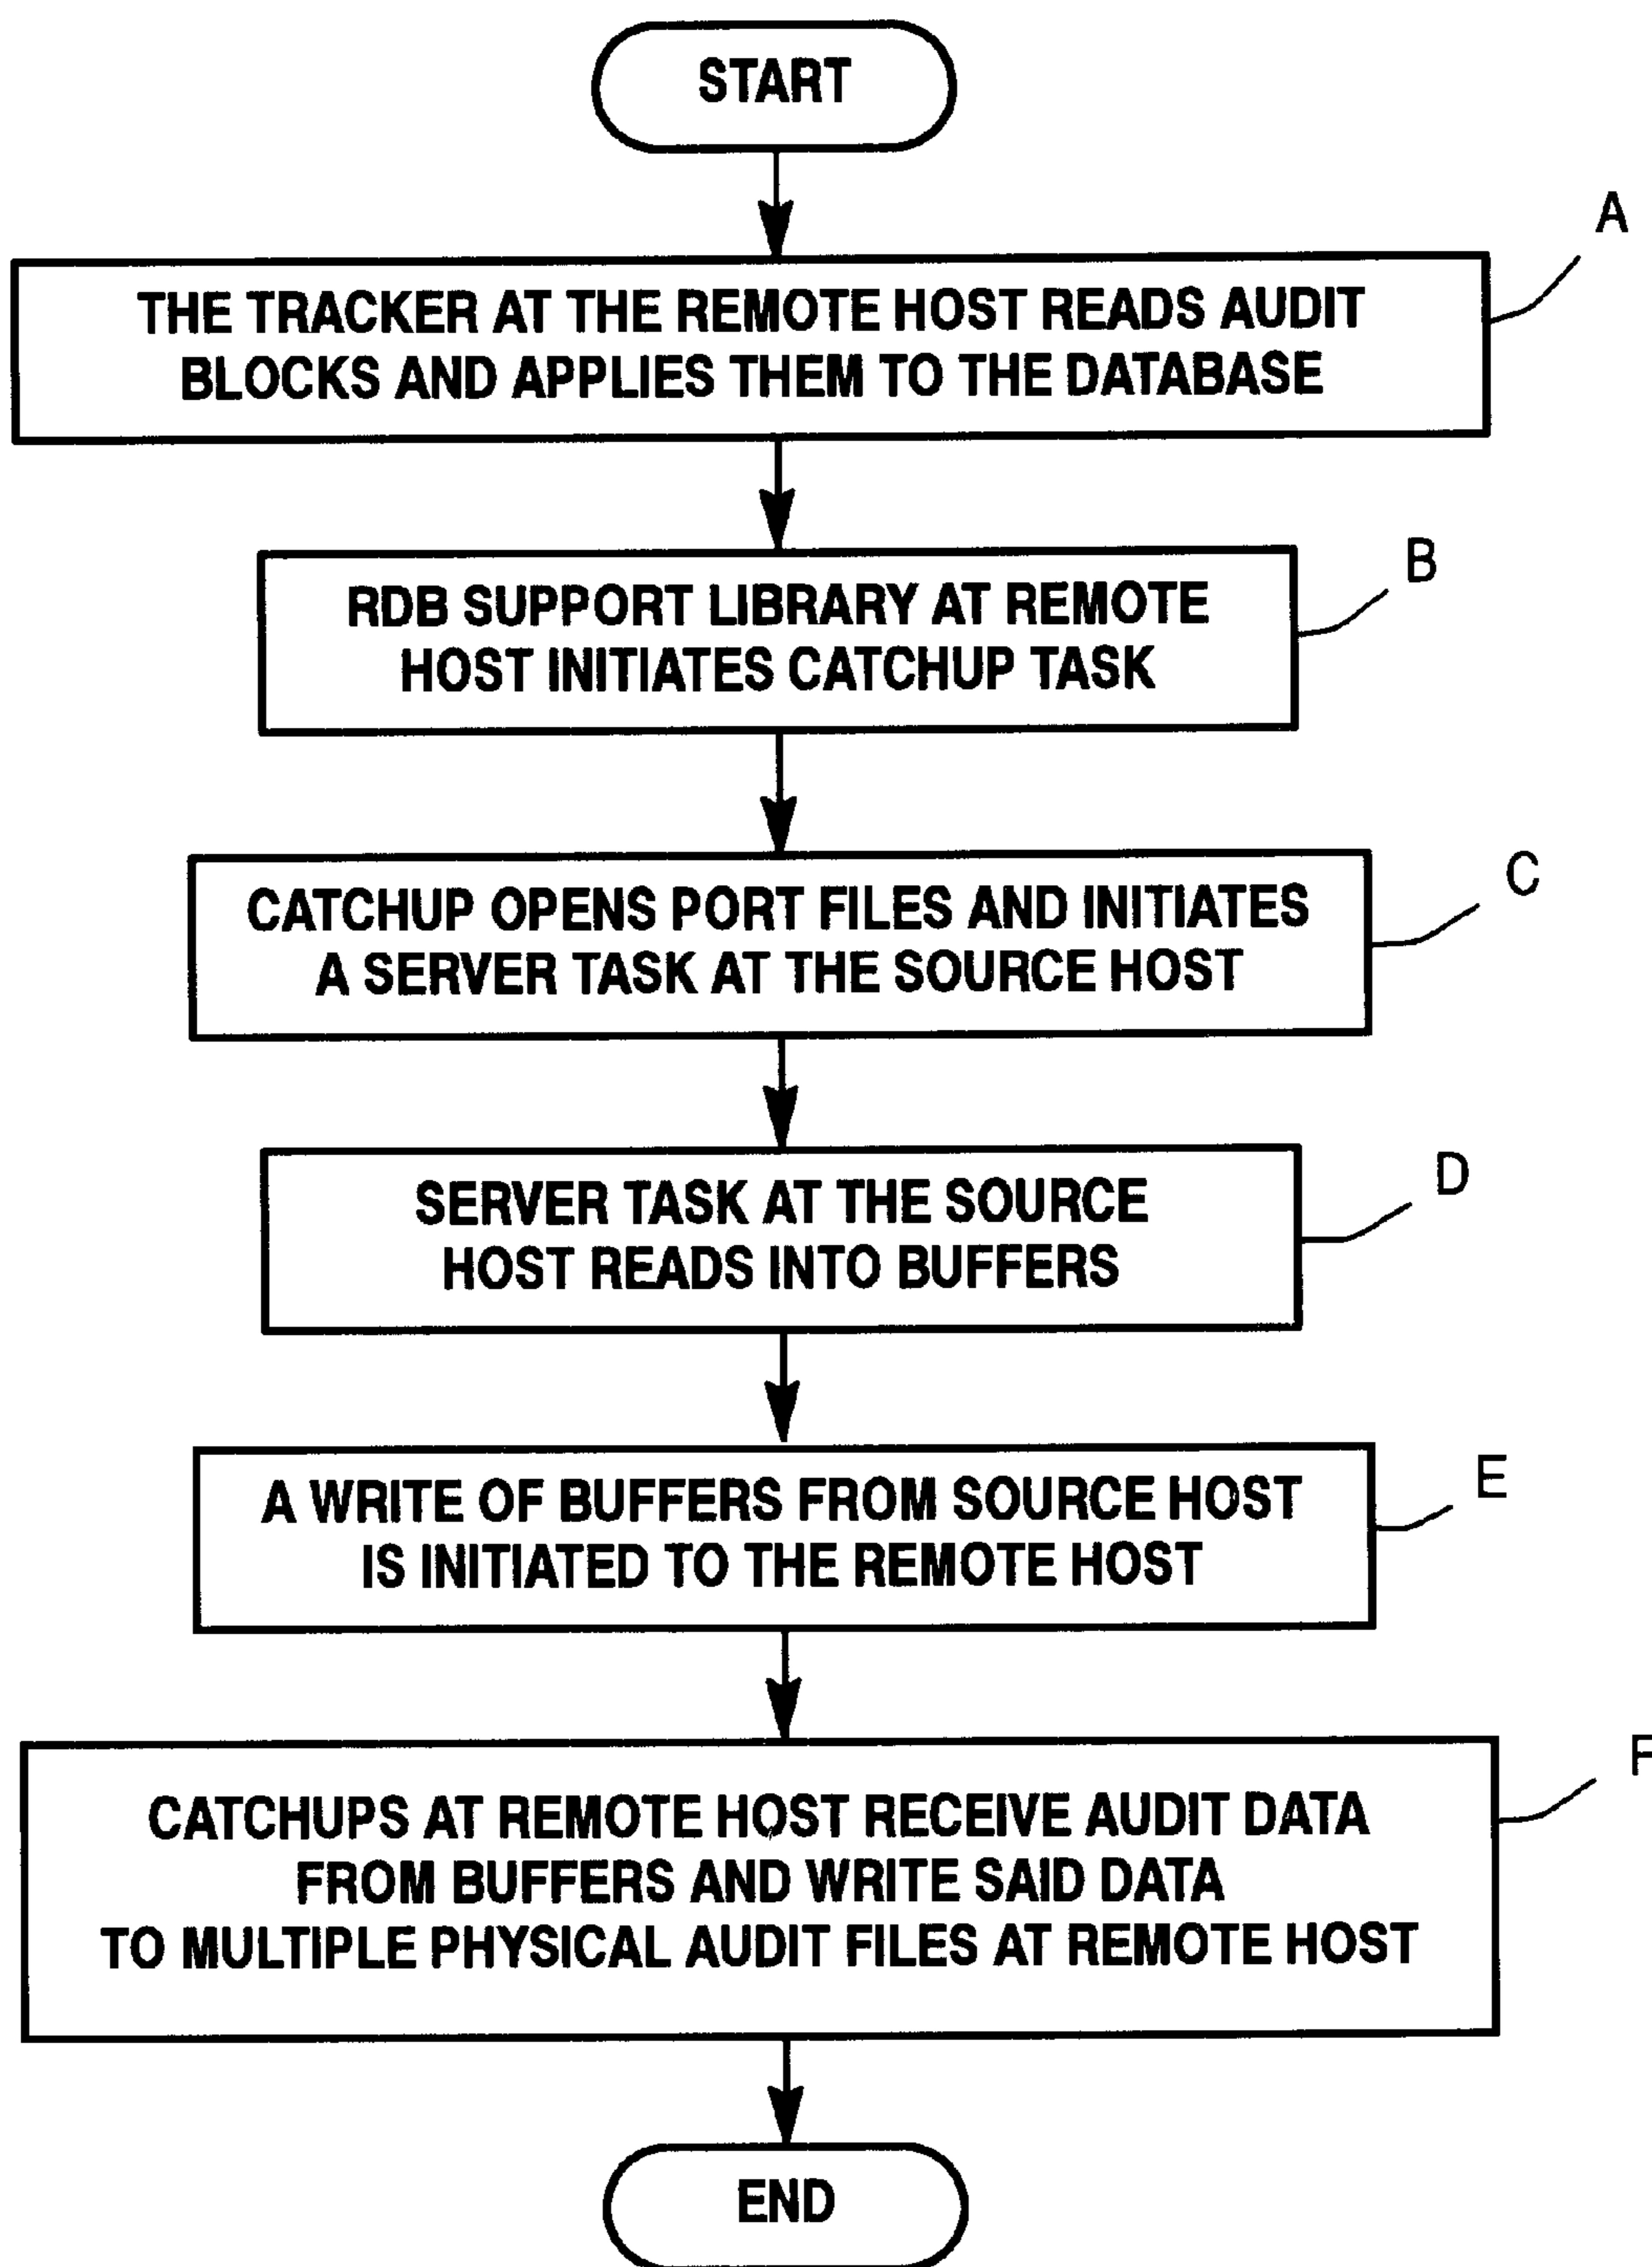 START
A
THE TRACKER AT THE REMOTE HOST READS AUDIT
BLOCKS AND APPLIES THEM TO THE DATABASE
B
RDB SUPPORT LIBRARY AT REMOTE
HOST INITIATES CATCHUP TASK
C
CATCHUP OPENS PORT FILES AND INITIATES
A SERVER TASK AT THE SOURCE HOST
D
SERVER TASK AT THE SOURCE
HOST READS INTO BUFFERS
E
A WRITE OF BUFFERS FROM SOURCE HOST
IS INITIATED TO THE REMOTE HOST
F
CATCHUPS AT REMOTE HOST RECEIVE AUDIT DATA
FROM BUFFERS AND WRITE SAID DATA
TO MULTIPLE PHYSICAL AUDIT FILES AT REMOTE HOST
END